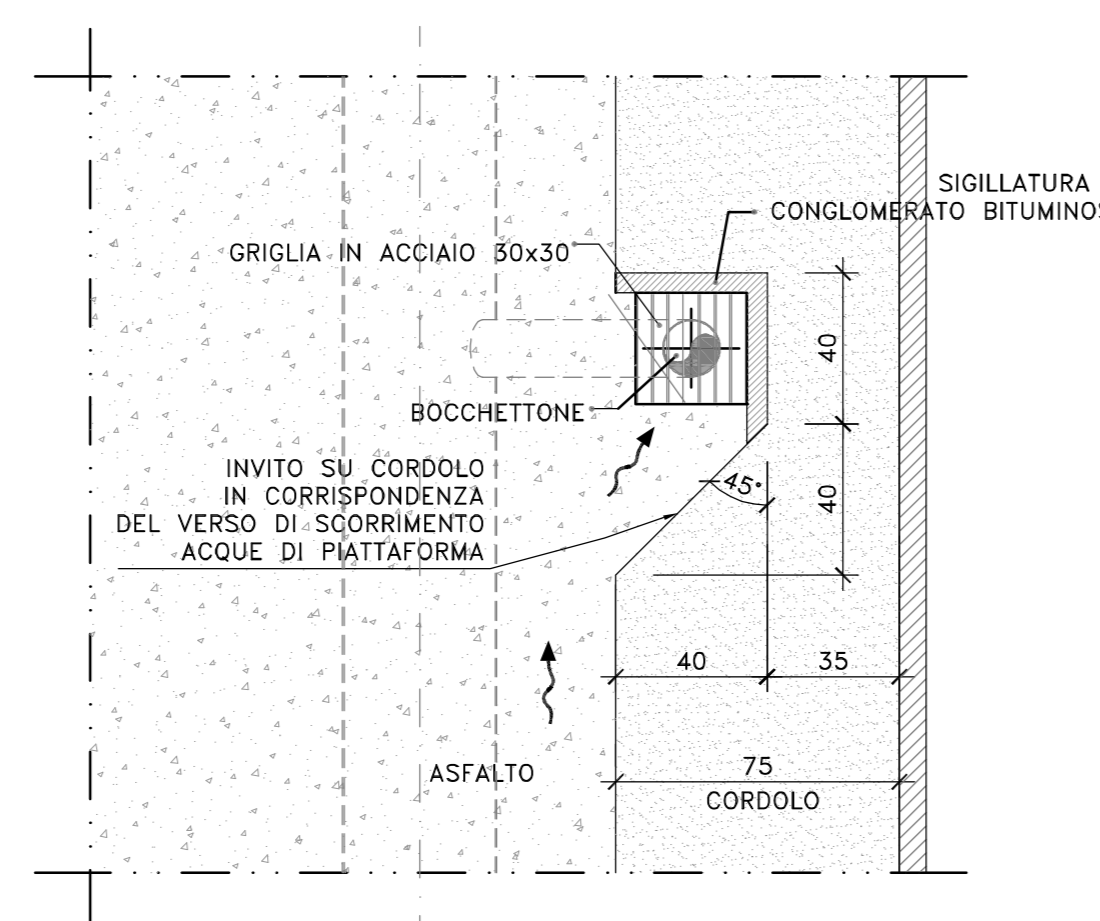 SIGILLATURA
CONGLOMERATO
GRIGLIA IN ACCIAIO 30x30
40
BOCCHETTONE
INVITO SU CORDOLO
IN CORRISPONDENZA
DEL VERSO DI SCORRIMENTO
ACQUE DI PIATTAFORMA
45°
40
40
35
75
ASFALTO
CORDOLO